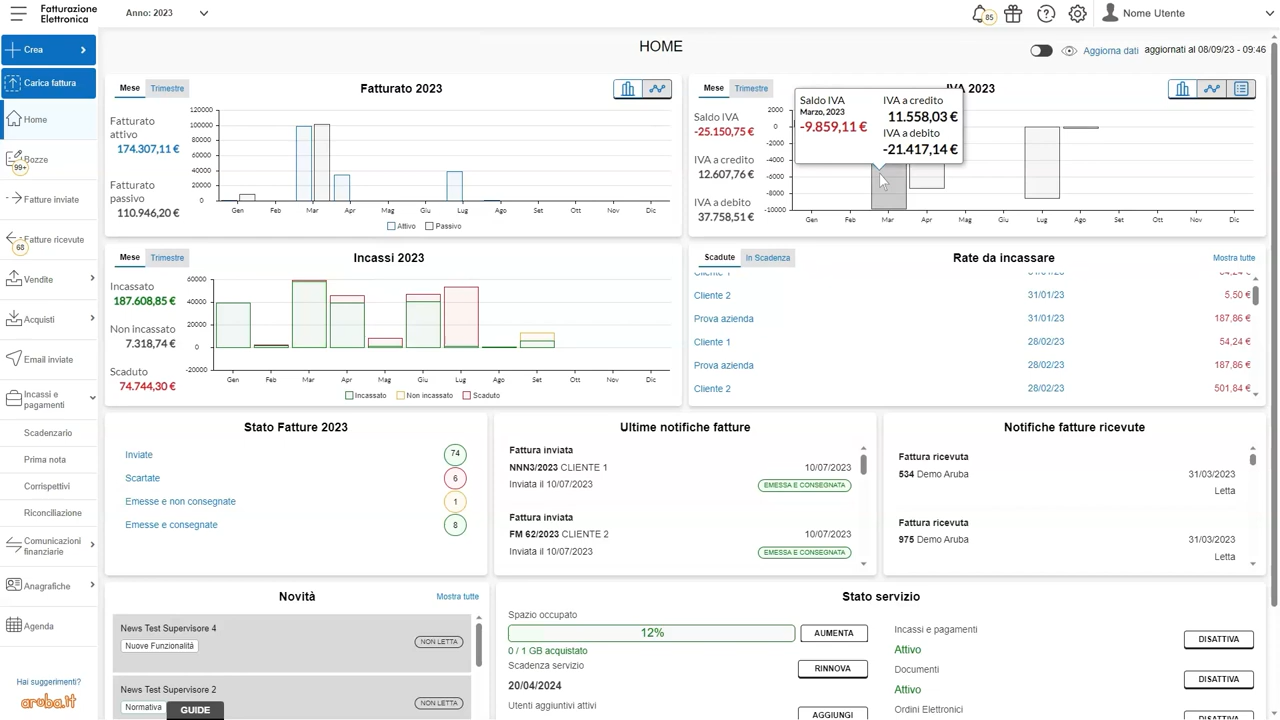 Fatturazione
Elettronica
Anno: 2023
85
Nome Utente
Crea
Carica fattura
Home
Bozze
99+
Fatture inviate
Fatture ricevute
68
Vendite
Acquisti
Email inviate
Incassi e
pagamenti
Scadenzario
Prima nota
Corrispettivi
Riconciliazione
Comunicazioni
finanziarie
Anagrafiche
Agenda
Hai suggerimenti?
aruba.it
HOME
Aggiorna dati aggiornati al 08/09/23 - 09:46
Mese Trimestre
Fatturato 2023
Fatturato
attivo
174.307,11 €
Fatturato
passivo
110.946,20 €
120000
100000
80000
60000
40000
20000
0
Gen Feb Mar Apr Mag Giu Lug Ago Set Ott Nov Dic
Attivo Passivo
Mese Trimestre
IVA 2023
Saldo IVA
-25.150,75 €
IVA a credito
12.607,76 €
IVA a debito
37.758,51 €
2000
0
-2000
-4000
-6000
-8000
-10000
Saldo IVA
Marzo, 2023
-9.859,11 €
IVA a credito
11.558,03 €
IVA a debito
-21.417,14 €
Gen Feb Mar Apr Mag Giu Lug Ago Set Ott Nov Dic
Mese Trimestre
Incassi 2023
Incassato
187.608,85 €
Non incassato
7.318,74 €
Scaduto
74.744,30 €
60000
40000
20000
0
-20000
Gen Feb Mar Apr Mag Giu Lug Ago Set Ott Nov Dic
Incassato Non incassato Scaduto
Scadute In Scadenza
Rate da incassare
Mostra tutte
Cliente 1 31/01/23 54,24 €
Cliente 2 31/01/23 5,50 €
Prova azienda 31/01/23 187,86 €
Cliente 1 28/02/23 54,24 €
Prova azienda 28/02/23 187,86 €
Cliente 2 28/02/23 501,84 €
Stato Fatture 2023
Inviate 74
Scartate 6
Emesse e non consegnate 1
Emesse e consegnate 8
Ultime notifiche fatture
Fattura inviata
NNN3/2023 CLIENTE 1 10/07/2023
Inviata il 10/07/2023 EMESSA E CONSEGNATA
Fattura inviata
FM 62/2023 CLIENTE 2 10/07/2023
Inviata il 10/07/2023 EMESSA E CONSEGNATA
Notifiche fatture ricevute
Fattura ricevuta
534 Demo Aruba 31/03/2023
Letta
Fattura ricevuta
975 Demo Aruba 31/03/2023
Letta
Novità
Mostra tutte
News Test Supervisore 4
Nuove Funzionalità
NON LETTA
News Test Supervisore 2
Normativa
NON LETTA
GUIDE
Stato servizio
Spazio occupato
12%
AUMENTA
0 / 1 GB acquistato
Scadenza servizio
20/04/2024
RINNOVA
Utenti aggiuntivi attivi
AGGIUNGI
Incassi e pagamenti
Attivo
DISATTIVA
Documenti
Attivo
DISATTIVA
Ordini Elettronici
DISATTIVA